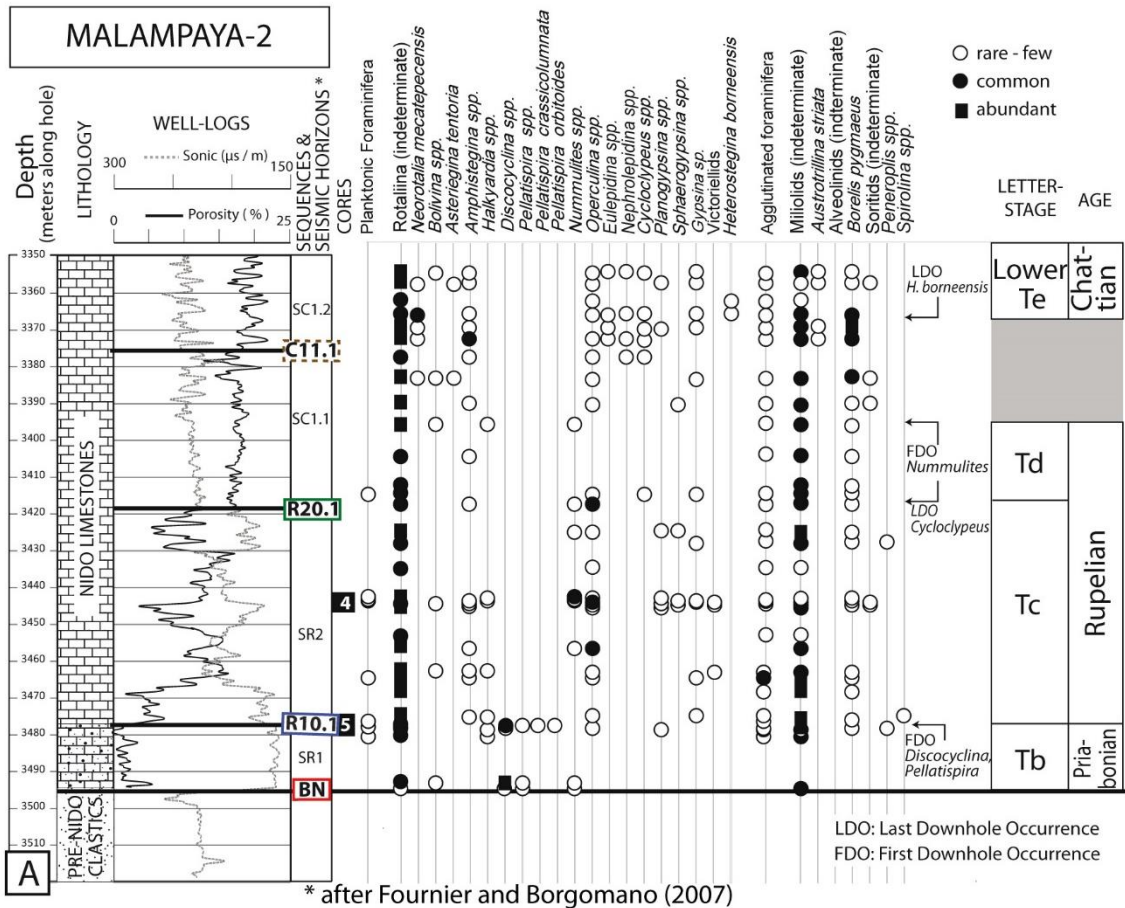 MALAMPAYA-2
Depth
(meters along hole)
LITHOLOGY
WELL-LOGS
300
150
Sonic (µs / m)
Porosity ( % )
0
25
SEQUENCES &
SEISMIC HORIZONS *
CORES
Planktonic Foraminifera
Rotaliina (indeterminate)
Neorotalia mecatepecensis
Bolivina spp.
Asteriegina tentoria
Amphistegina spp.
Halkyardia spp.
Discocyclina spp.
Pellatispira spp.
Pellatispira crassicolumnata
Pellatispira orbitoides
Nummulites spp.
Operculina spp.
Eulepidina spp.
Nephrolepidina spp.
Cycloclypeus spp.
Planogypsina spp.
Sphaerogypsina spp.
Gypsina sp.
Victoriellids
Heterostegina borneensis
Agglutinated foraminifera
Miliolids (indeterminate)
Austrotrillina striata
Alveolinids (indterminate)
Borelis pygmaeus
Soritids (indeterminate)
Peneroplis spp.
Spirolina spp.
rare - few
common
abundant
LETTER-
STAGE
AGE
3350
3360
3370
3380
3390
3400
3410
3420
3430
3440
3450
3460
3470
3480
3490
3500
3510
NIDO LIMESTONES
PRE-NIDO
CLASTICS
SC1.2
C11.1
SC1.1
R20.1
4
SR2
R10.1
5
SR1
BN
LDO
H. borneensis
FDO
Nummulites
LDO
Cycloclypeus
FDO
Discocyclina,
Pellatispira
Lower
Te
Td
Tc
Tb
Chat-
tian
Rupelian
Pria-
bonian
LDO: Last Downhole Occurrence
FDO: First Downhole Occurrence
A
* after Fournier and Borgomano (2007)